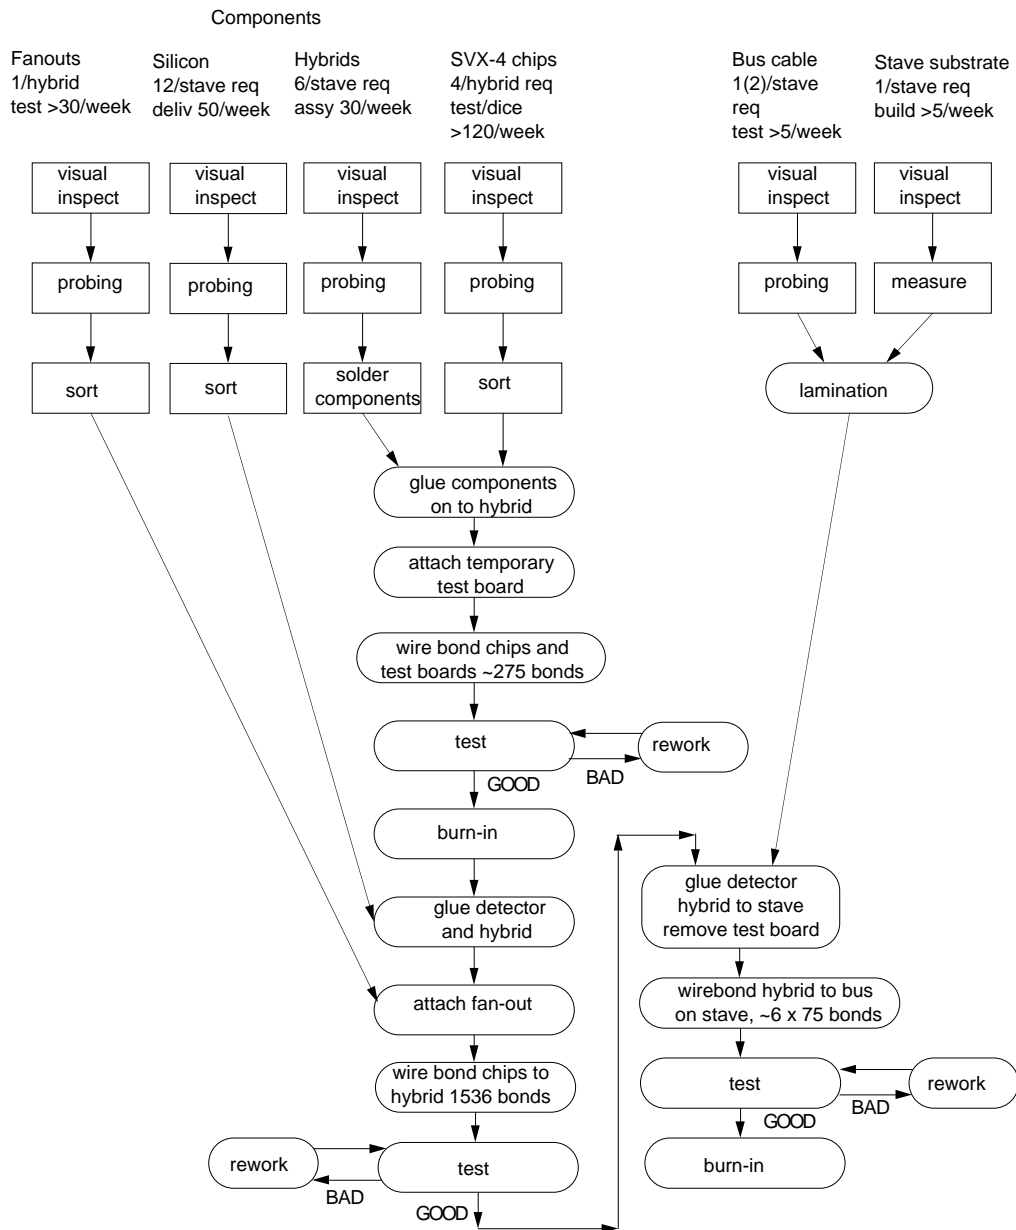 Components
Fanouts
1/hybrid
test >30/week
Silicon
12/stave req
deliv 50/week
Hybrids
6/stave req
assy 30/week
SVX-4 chips
4/hybrid req
test/dice
>120/week
Bus cable
1(2)/stave
req
test >5/week
Stave substrate
1/stave req
build >5/week
visual
inspect
visual
inspect
visual
inspect
visual
inspect
visual
inspect
visual
inspect
probing
probing
probing
probing
probing
measure
sort
sort
solder
components
sort
lamination
glue components
on to hybrid
attach temporary
test board
wire bond chips and
test boards ~275 bonds
test
rework
GOOD
BAD
burn-in
glue detector
and hybrid
attach fan-out
wire bond chips to
hybrid 1536 bonds
rework
test
BAD
GOOD
glue detector
hybrid to stave
remove test board
wirebond hybrid to bus
on stave, ~6 x 75 bonds
test
rework
BAD
GOOD
burn-in